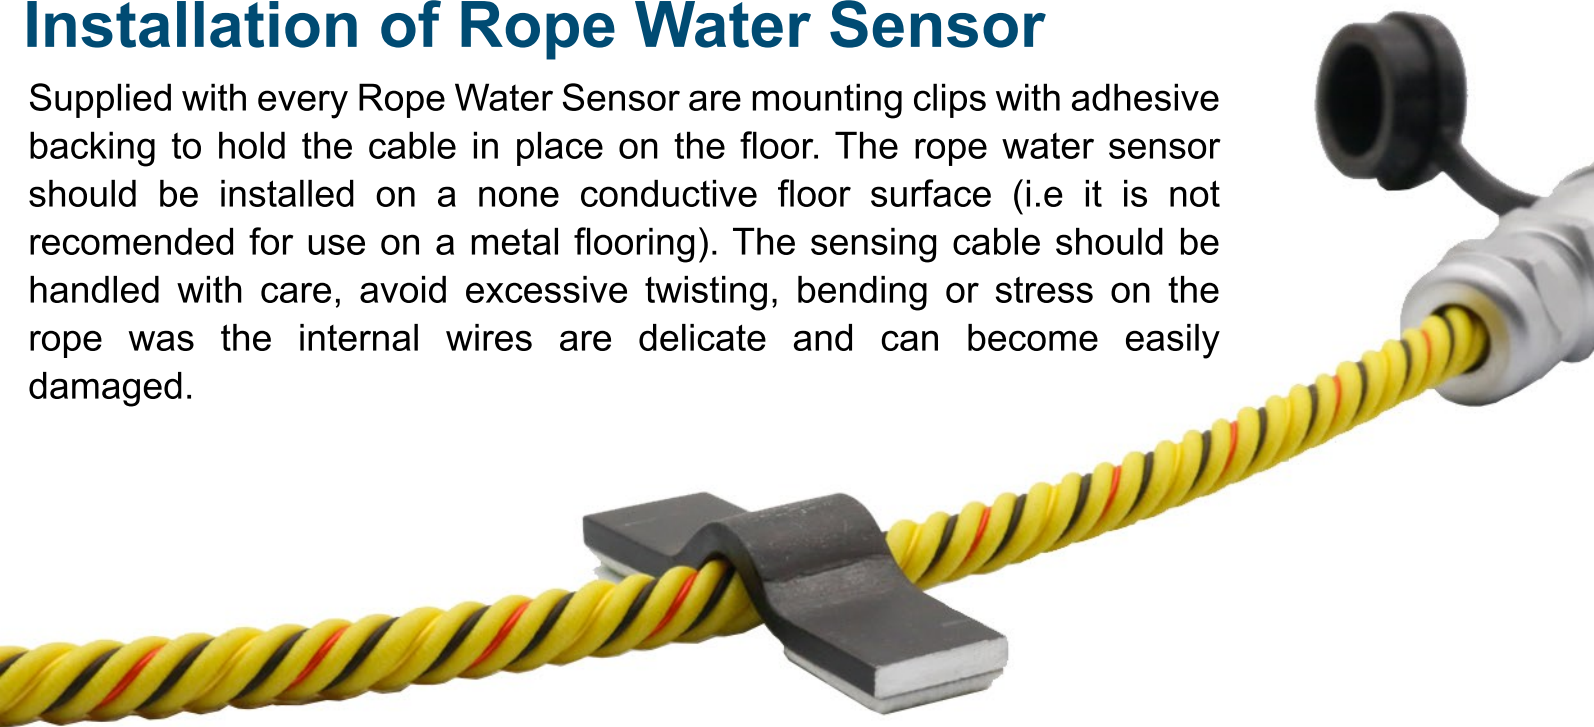 Installation of Rope Water Sensor
Supplied with every Rope Water Sensor are mounting clips with adhesive
backing to hold the cable in place on the floor. The rope water sensor
should be installed on a none conductive floor surface (i.e it is not
recomended for use on a metal flooring). The sensing cable should be
handled with care, avoid excessive twisting, bending or stress on the
rope was the internal wires are delicate and can become easily
damaged.